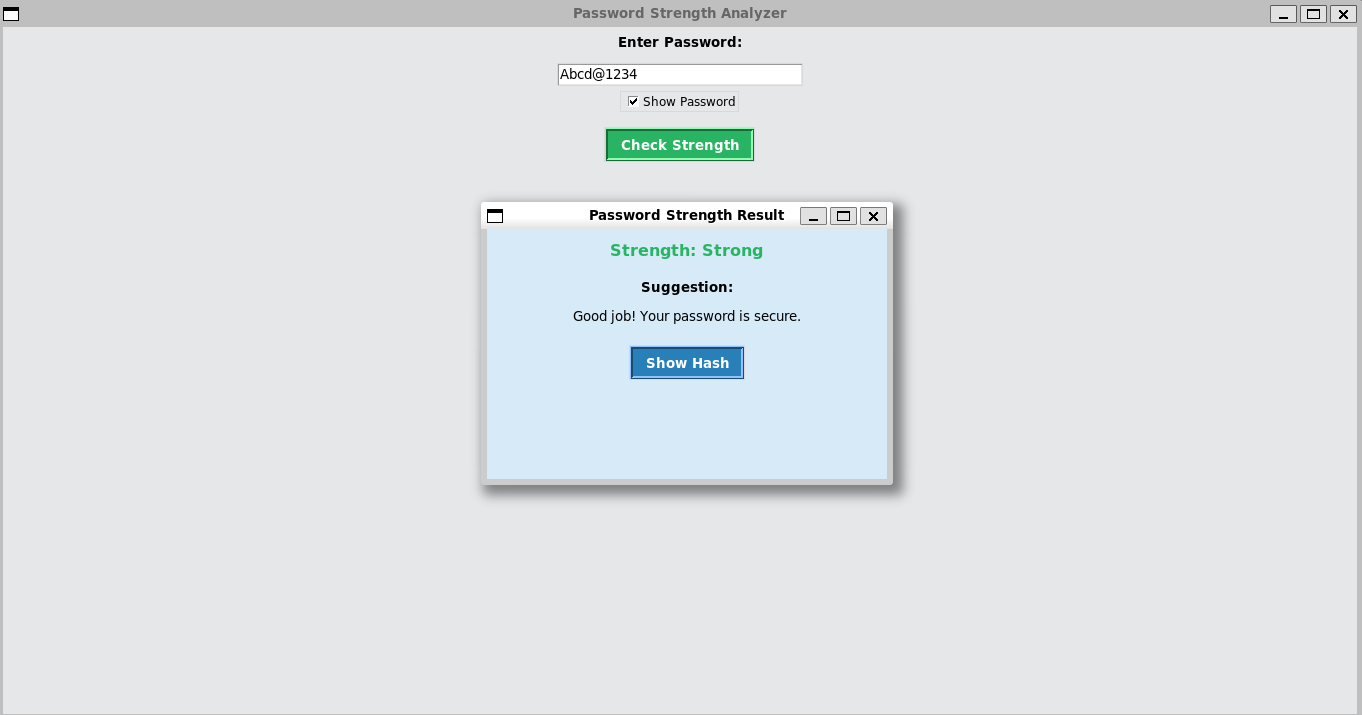 Password Strength Analyzer
Enter Password:
Abcd@1234
Show Password
Check Strength
Password Strength Result
Strength: Strong
Suggestion:
Good job! Your password is secure.
Show Hash